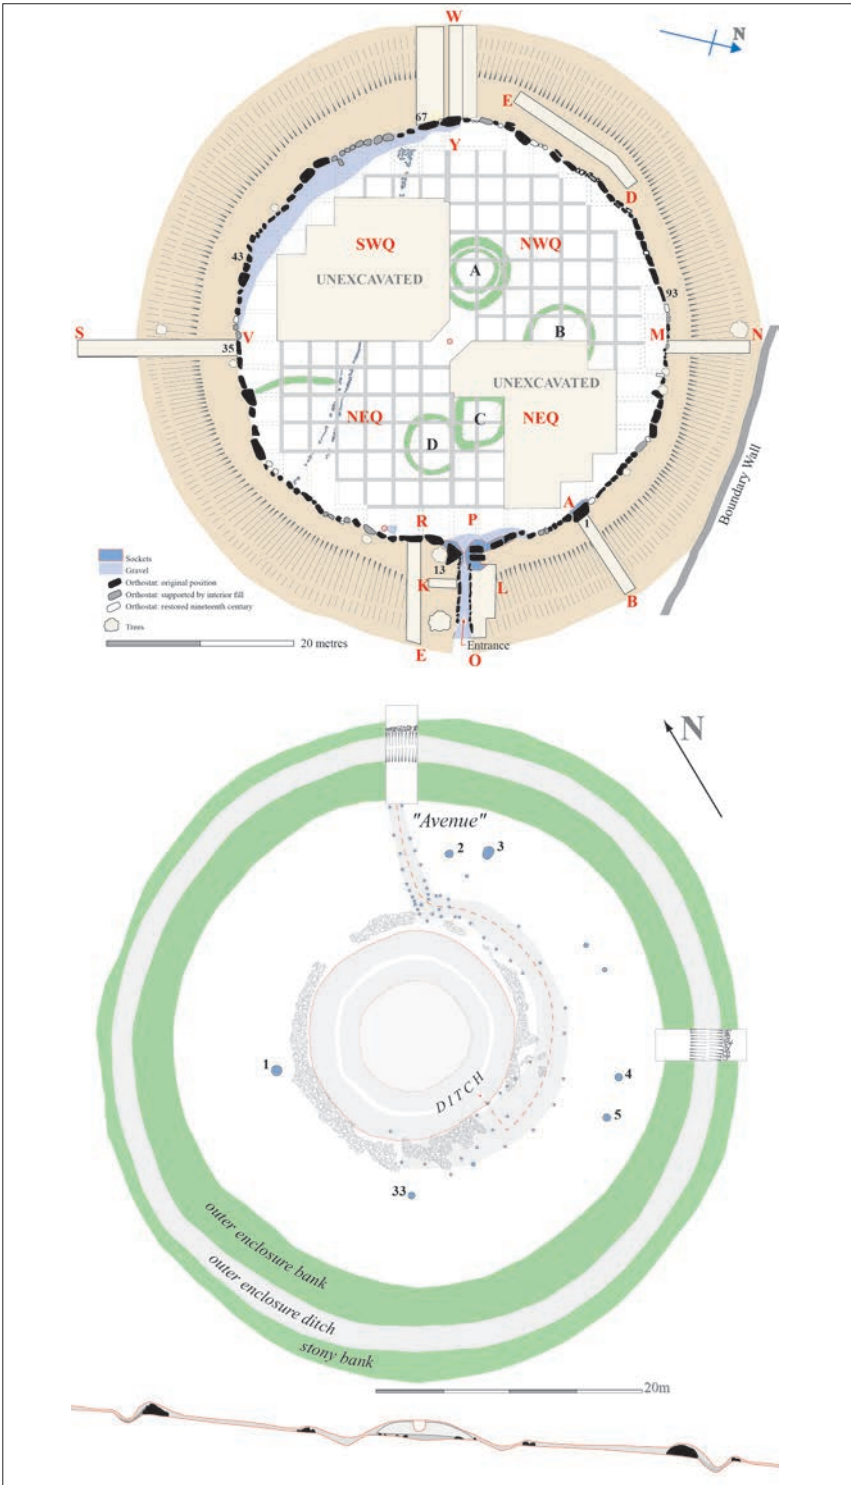 W
N
E
67
Y
D
SWQ
NWQ
UNEXCAVATED
A
43
93
S
V
B
M
N
35
UNEXCAVATED
NEQ
C
NEQ
D
Boundary Wall
A
R
P
1
Sockets
Gravel
13
Orthostat: original position
K
L
Orthostat: supported by interior fill
B
Orthostat: restored nineteenth century
Trees
Entrance
20 metres
E
O
N
"Avenue"
2
3
1
DITCH
4
5
33
outer enclosure bank
outer enclosure ditch
stony bank
20m